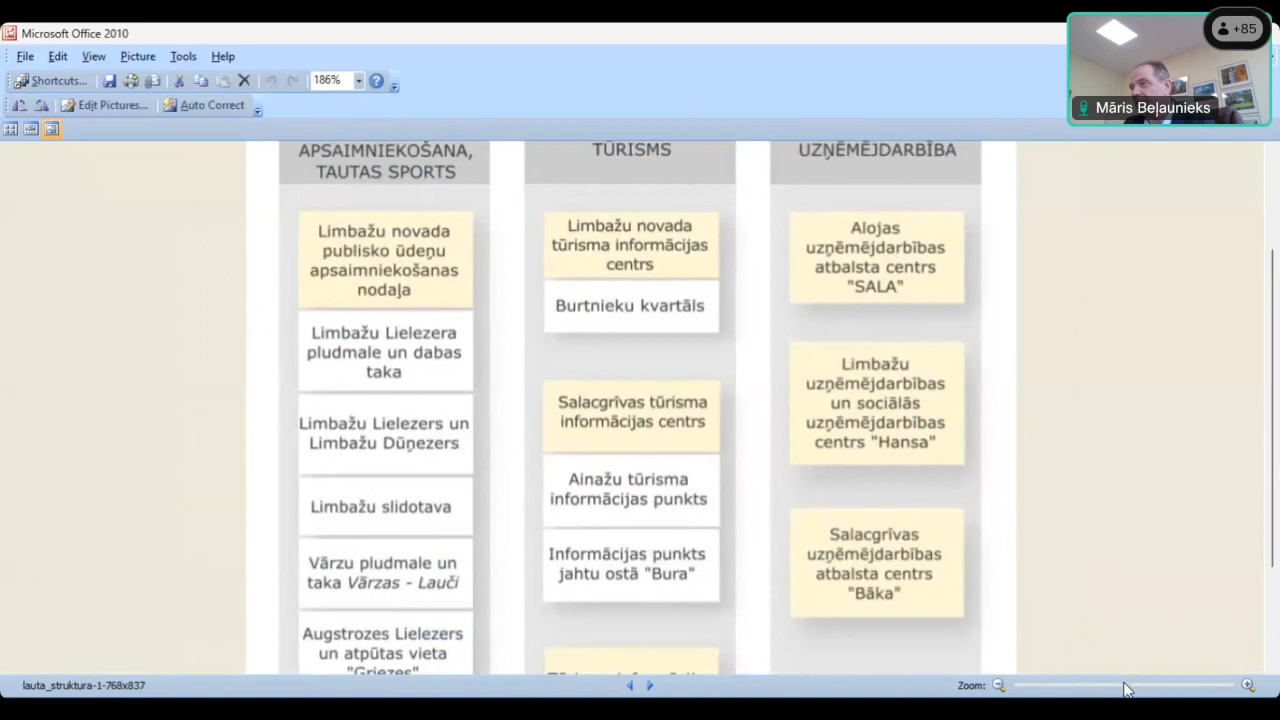 Microsoft Office 2010
+85
File Edit View Picture Tools Help
Shortcuts...
186%
Edit Pictures...
Auto Correct
Māris Beļaunieks
APSAIMNIEKOŠANA,
TAUTAS SPORTS
Limbažu novada
publisko ūdeņu
apsaimniekošanas
nodaļa
Limbažu Lielezera
pludmale un dabas
taka
Limbažu Lielezers un
Limbažu Dūņezers
Limbažu slidotava
Vārzu pludmale un
taka Vārzas - Lauči
Augstrozes Lielezers
un atpūtas vieta
"Griezes"
TŪRISMS
Limbažu novada
tūrisma informācijas
centrs
Burtnieku kvartāls
Salacgrīvas tūrisma
informācijas centrs
Ainažu tūrisma
informācijas punkts
Informācijas punkts
jahtu ostā "Bura"
UZŅĒMĒJDARBĪBA
Alojas
uzņēmējdarbības
atbalsta centrs
"SALA"
Limbažu
uzņēmējdarbības
un sociālās
uzņēmējdarbības
centrs "Hansa"
Salacgrīvas
uzņēmējdarbības
atbalsta centrs
"Bāka"
lauta_struktura-1-768x837
Zoom: